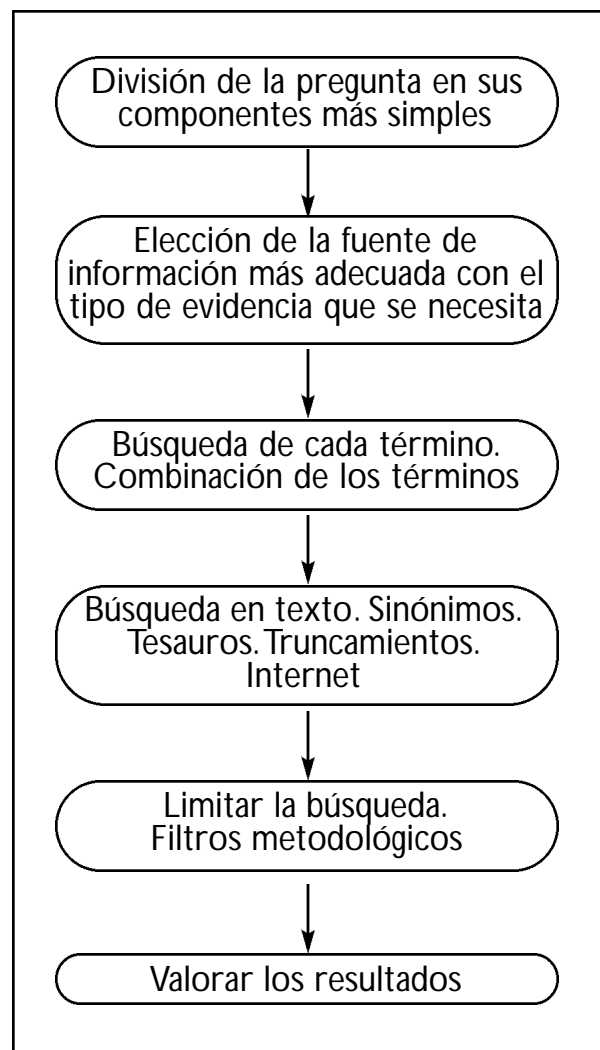 División de la pregunta en sus
componentes más simples
Elección de la fuente de
información más adecuada con el
tipo de evidencia que se necesita
Búsqueda de cada término.
Combinación de los términos
Búsqueda en texto. Sinónimos.
Tesauros. Truncamientos.
Internet
Limitar la búsqueda.
Filtros metodológicos
Valorar los resultados